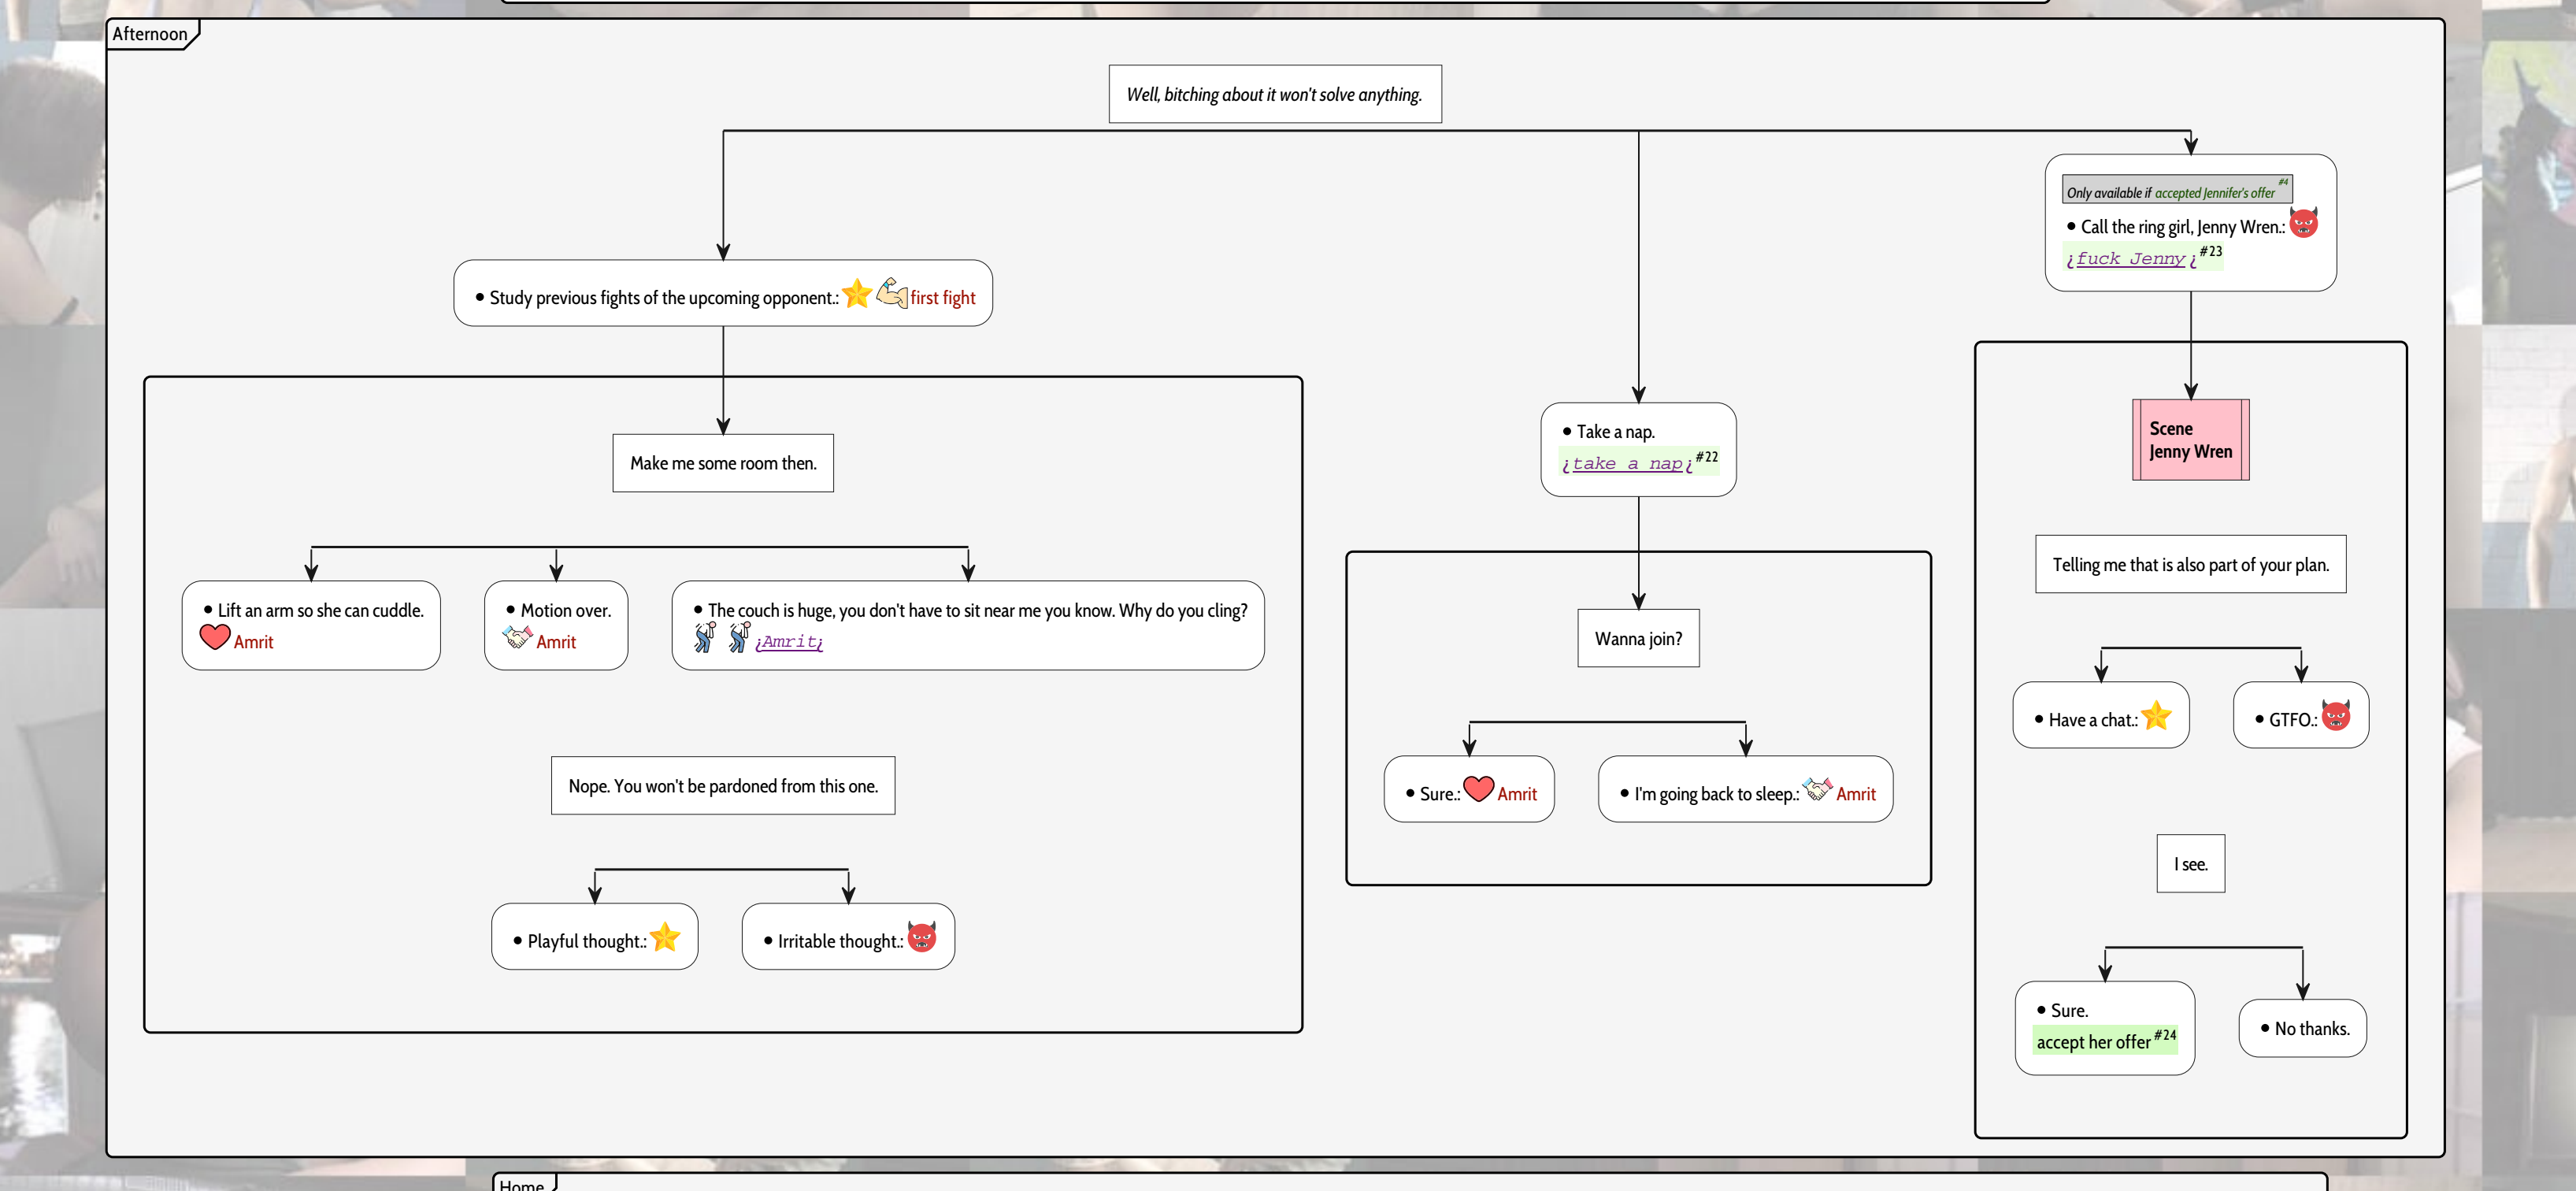 Afternoon
Well, bitching about it won't solve anything.
Only available if accepted Jennifer's offer #4
• Call the ring girl, Jenny Wren.:
¿fuck Jenny¿#23
• Study previous fights of the upcoming opponent.: first fight
Make me some room then.
• Lift an arm so she can cuddle.
Amrit
• Motion over.
Amrit
• The couch is huge, you don't have to sit near me you know. Why do you cling?
¿Amrit¿
Nope. You won't be pardoned from this one.
• Playful thought.:
• Irritable thought.:
• Take a nap.
¿take a nap¿#22
Wanna join?
• Sure.: Amrit
• I'm going back to sleep.: Amrit
Scene
Jenny Wren
Telling me that is also part of your plan.
• Have a chat.:
• GTFO.:
I see.
• Sure.
accept her offer #24
• No thanks.
Home